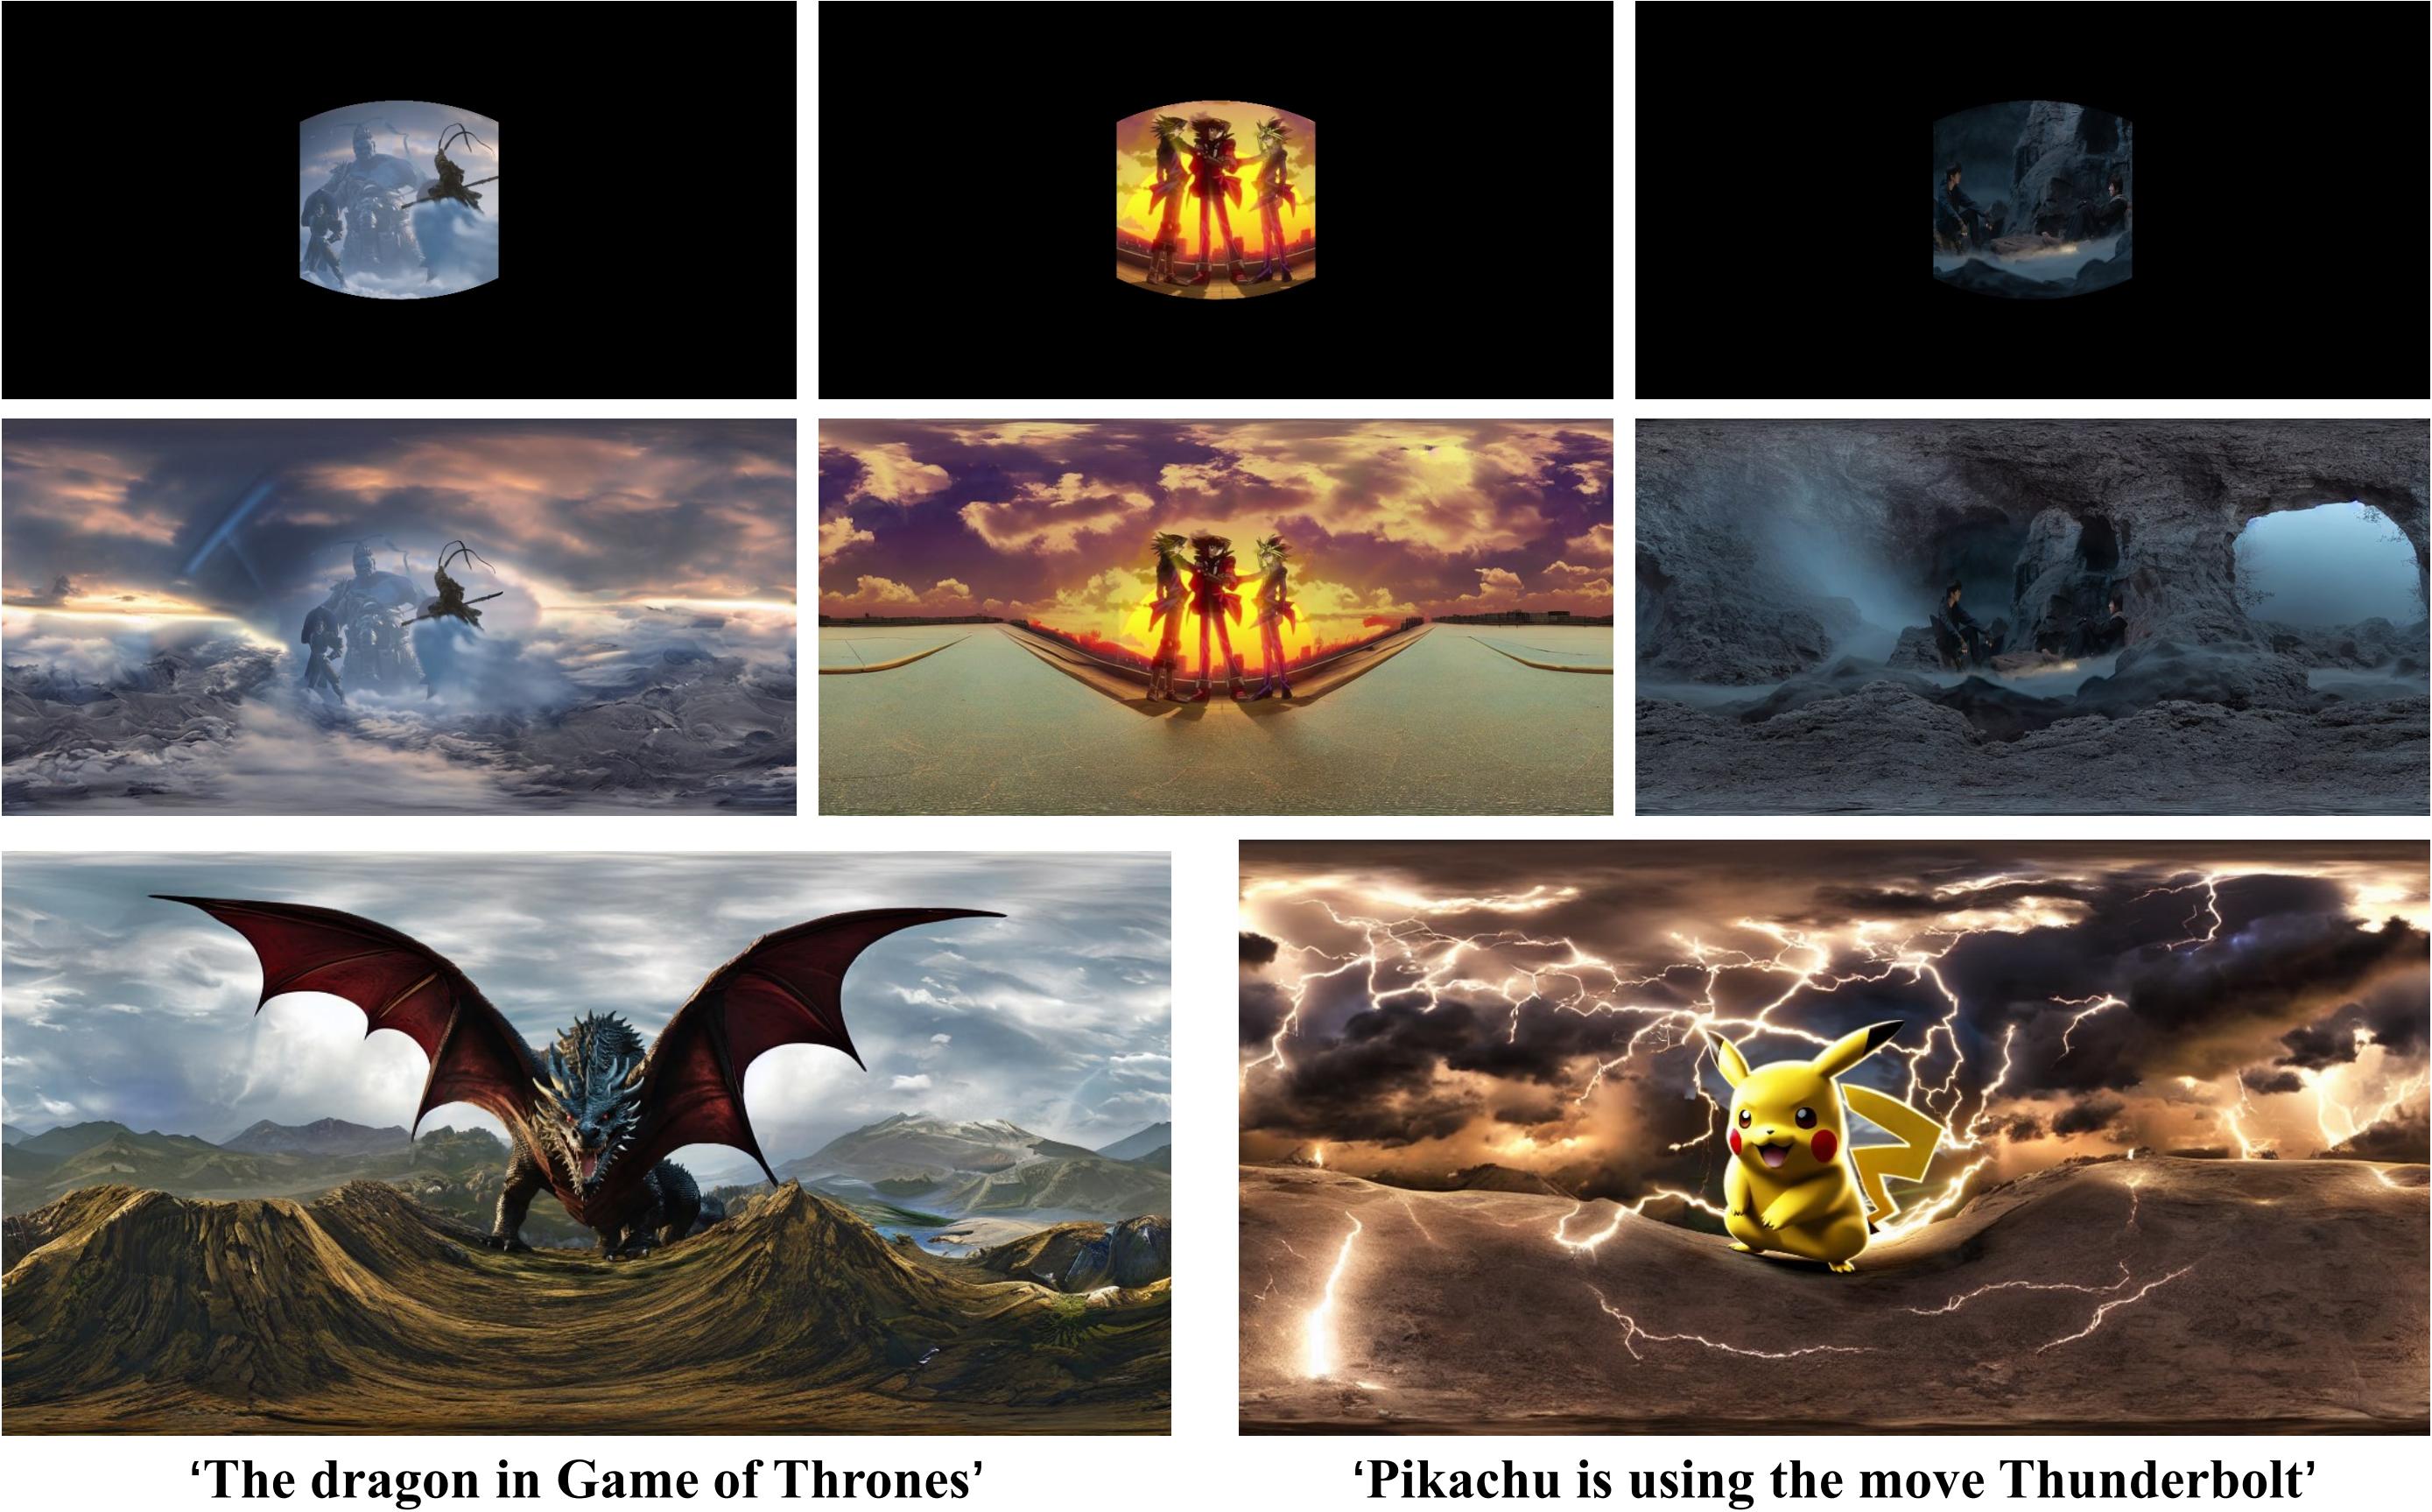 ‘The dragon in Game of Thrones’
‘Pikachu is using the move Thunderbolt’